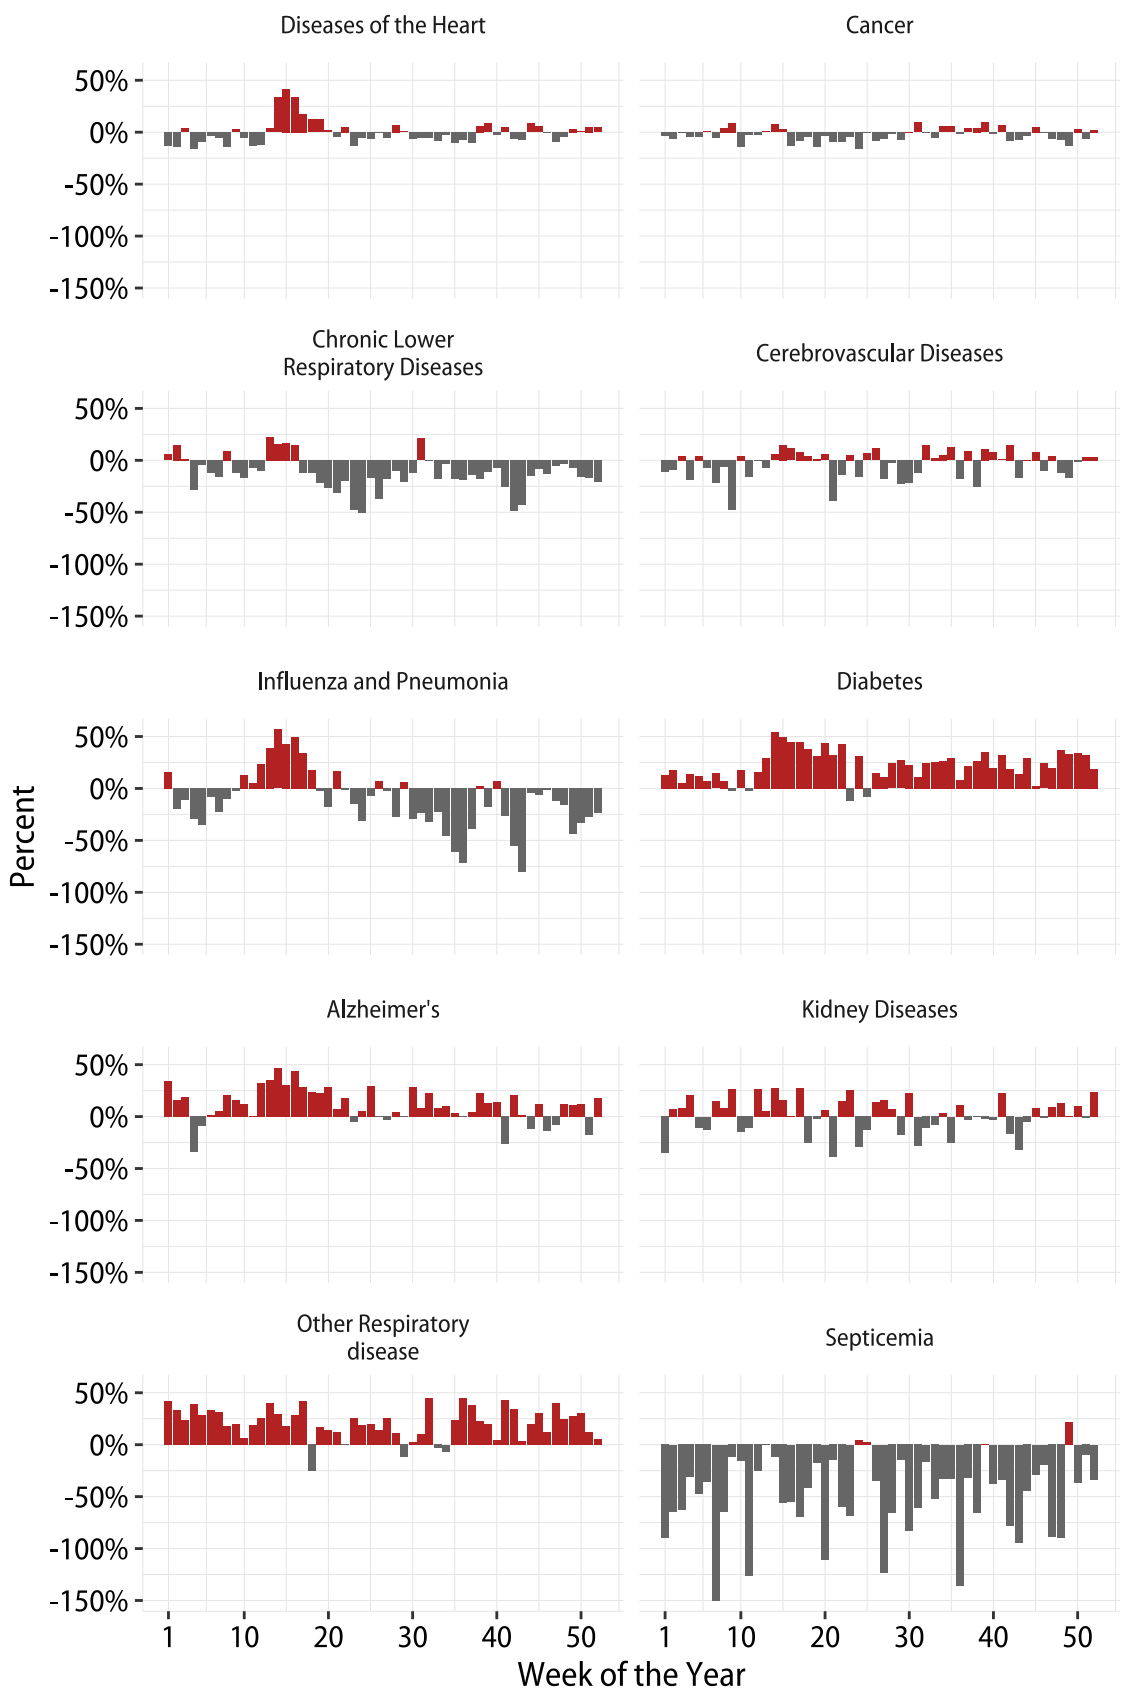 Diseases of the Heart
Cancer
50%
0%
-50%
-100%
-150%
Chronic Lower
Respiratory Diseases
Cerebrovascular Diseases
50%
0%
-50%
-100%
-150%
Influenza and Pneumonia
Diabetes
50%
0%
-50%
-100%
-150%
Percent
Alzheimer's
Kidney Diseases
50%
0%
-50%
-100%
-150%
Other Respiratory
disease
Septicemia
50%
0%
-50%
-100%
-150%
1 10 20 30 40 50
1 10 20 30 40 50
Week of the Year